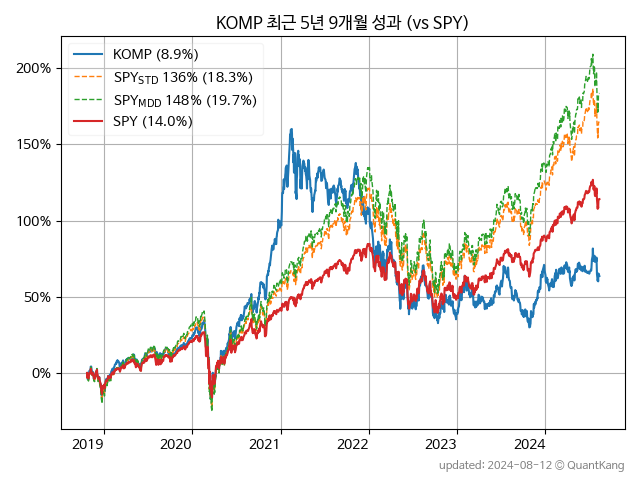 KOMP 최근 5년 9개월 성과 (vs SPY)
KOMP (8.9%)
SPY_STD 136% (18.3%)
SPY_MDD 148% (19.7%)
SPY (14.0%)
200%
150%
100%
50%
0%
2019 2020 2021 2022 2023 2024
updated: 2024-08-12 © QuantKang